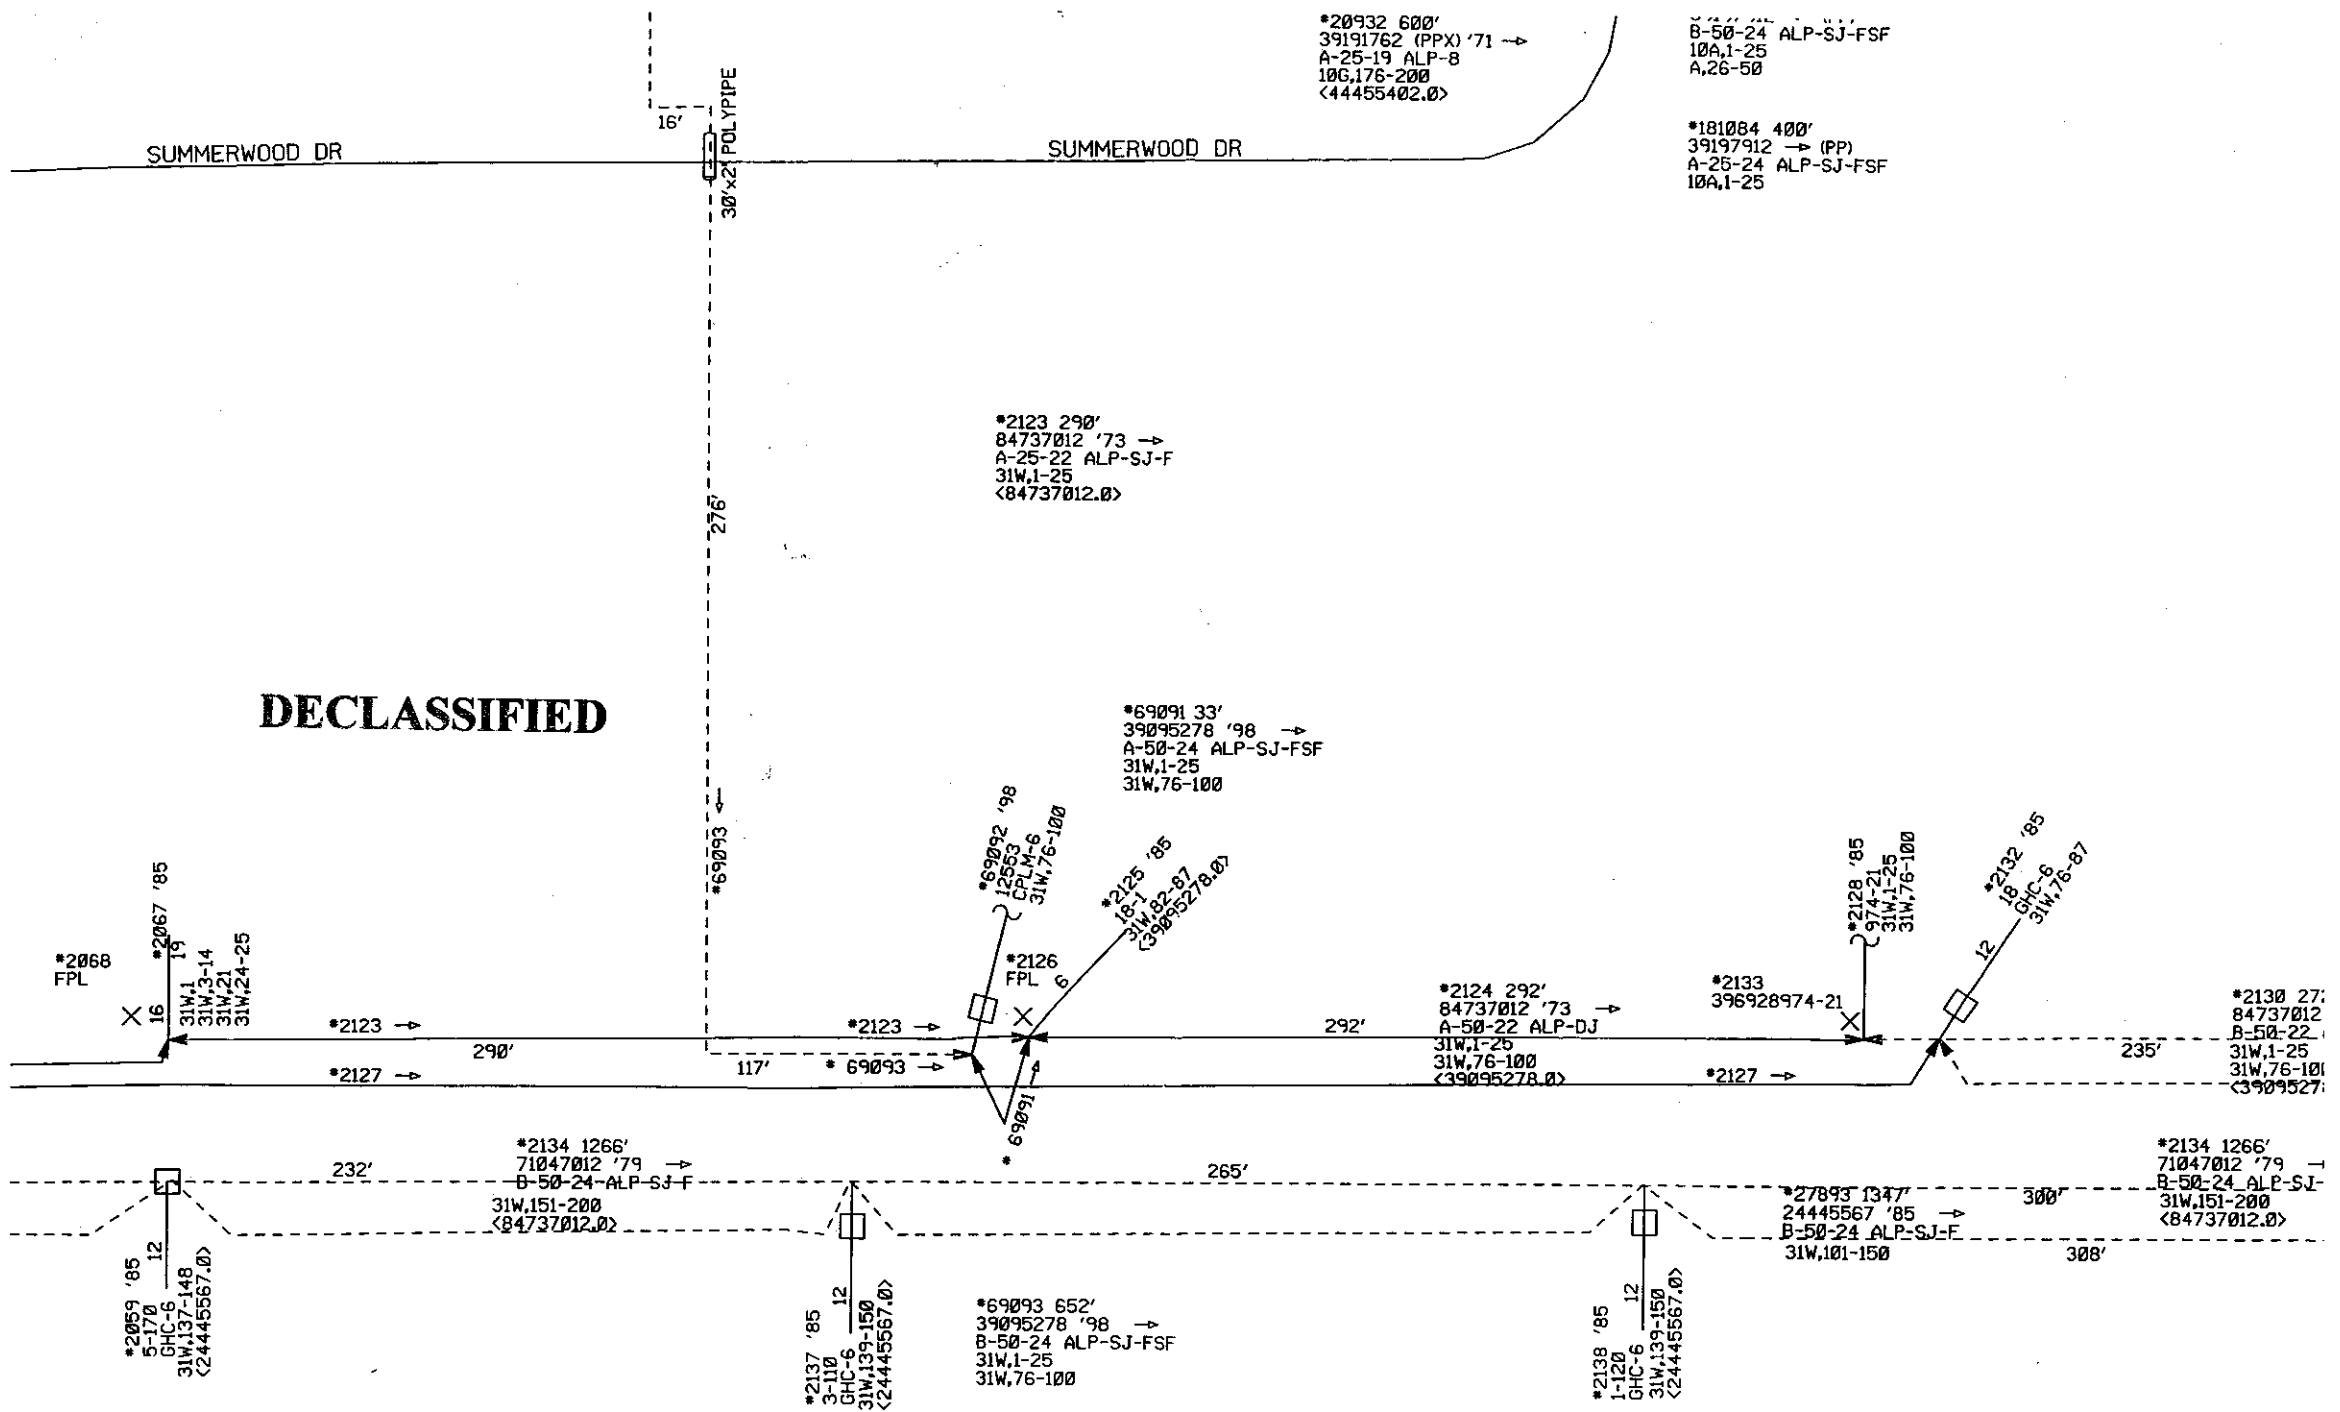 *20932 600'
39191762 (PPX) '71 →
A-25-19 ALP-8
10G,176-200
<44455402.0>
B-50-24 ALP-SJ-FSF
10A,1-25
A,26-50
*181084 400'
39197912 → (PP)
A-25-24 ALP-SJ-FSF
10A,1-25
16'
30'x2" POLYPIPE
SUMMERWOOD DR
SUMMERWOOD DR
276'
*2123 290'
84737012 '73 →
A-25-22 ALP-SJ-F
31W,1-25
<84737012.0>
DECLASSIFIED
*69091 33'
39095278 '98 →
A-50-24 ALP-SJ-FSF
31W,1-25
31W,76-100
*69093 →
*69092 '98
12553
CPLM-6
31W,76-100
*2125 '85
18-1
31W,82-87
<39095278.0>
6
*2128 '85
974-21
31W,1-25
31W,76-100
*2132 '85
18
GHC-6
31W,76-87
12
*2068
FPL
*2067 '85
19
16
31W,1
31W,3-14
31W,21
31W,24-25
*2126
FPL
*2123 →
290'
*2123 →
292'
*2124 292'
84737012 '73 →
A-50-22 ALP-DJ
31W,1-25
31W,76-100
<39095278.0>
*2133
396928974-21
*2130 27
84737012
B-50-22
31W,1-25
31W,76-10
<3909527
235'
*2127 →
117'
* 69093 →
*2127 →
* 69091 →
232'
*2134 1266'
71047012 '79 →
B-50-24 ALP-SJ-F
31W,151-200
<84737012.0>
265'
*27893 1347'
24445567 '85 →
B-50-24 ALP-SJ-F
31W,101-150
300'
308'
*2134 1266'
71047012 '79
B-50-24 ALP-SJ-
31W,151-200
<84737012.0>
*2059 '85
5-170
GHC-6
31W,137-148
<24445567.0>
12
*2137 '85
3-110
GHC-6
31W,139-150
<24445567.0>
12
*69093 652'
39095278 '98 →
B-50-24 ALP-SJ-FSF
31W,1-25
31W,76-100
*2138 '85
1-120
GHC-6
31W,139-150
<24445567.0>
12